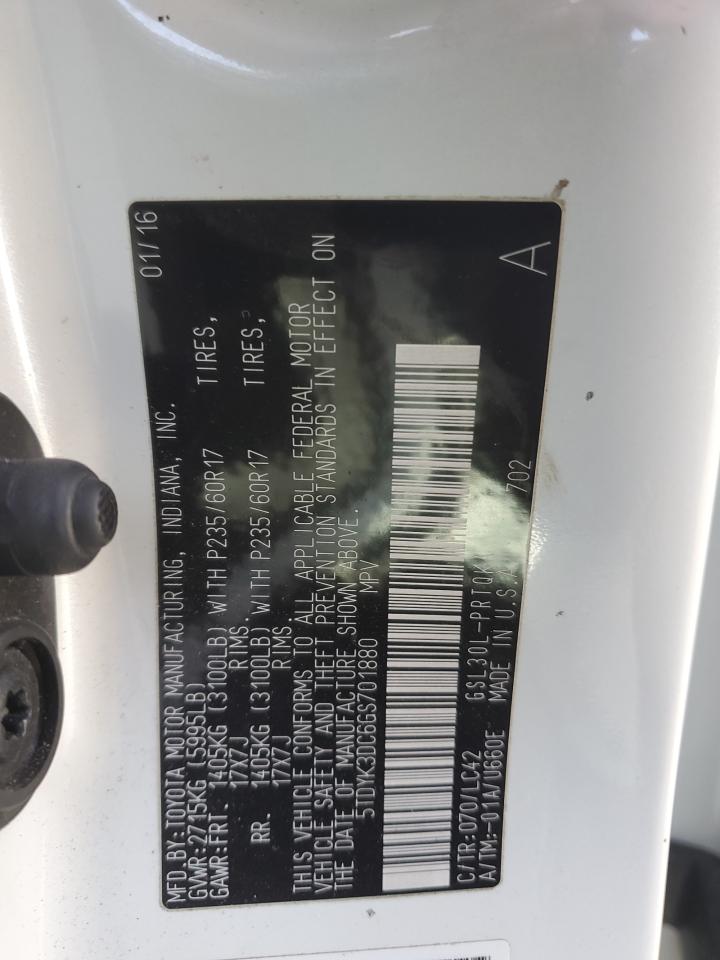 MFD.BY:TOYOTA MOTOR MANUFACTURING, INDIANA, INC. 01/16
GVWR:2715KG (5995LB)
GAWR:FRT. 1405KG (3100LB) WITH P235/60R17 TIRES,
17X7J RIMS.
RR. 1405KG (3100LB) WITH P235/60R17 TIRES,
17X7J RIMS.
THIS VEHICLE CONFORMS TO ALL APPLICABLE FEDERAL MOTOR
VEHICLE SAFETY AND THEFT PREVENTION STANDARDS IN EFFECT ON
THE DATE OF MANUFACTURE SHOWN ABOVE.
5TDYK3DC6GS701880 MPV
C/TR:070/LC42
A/TM:-01A/U660E MADE IN U.S.A. 702
A